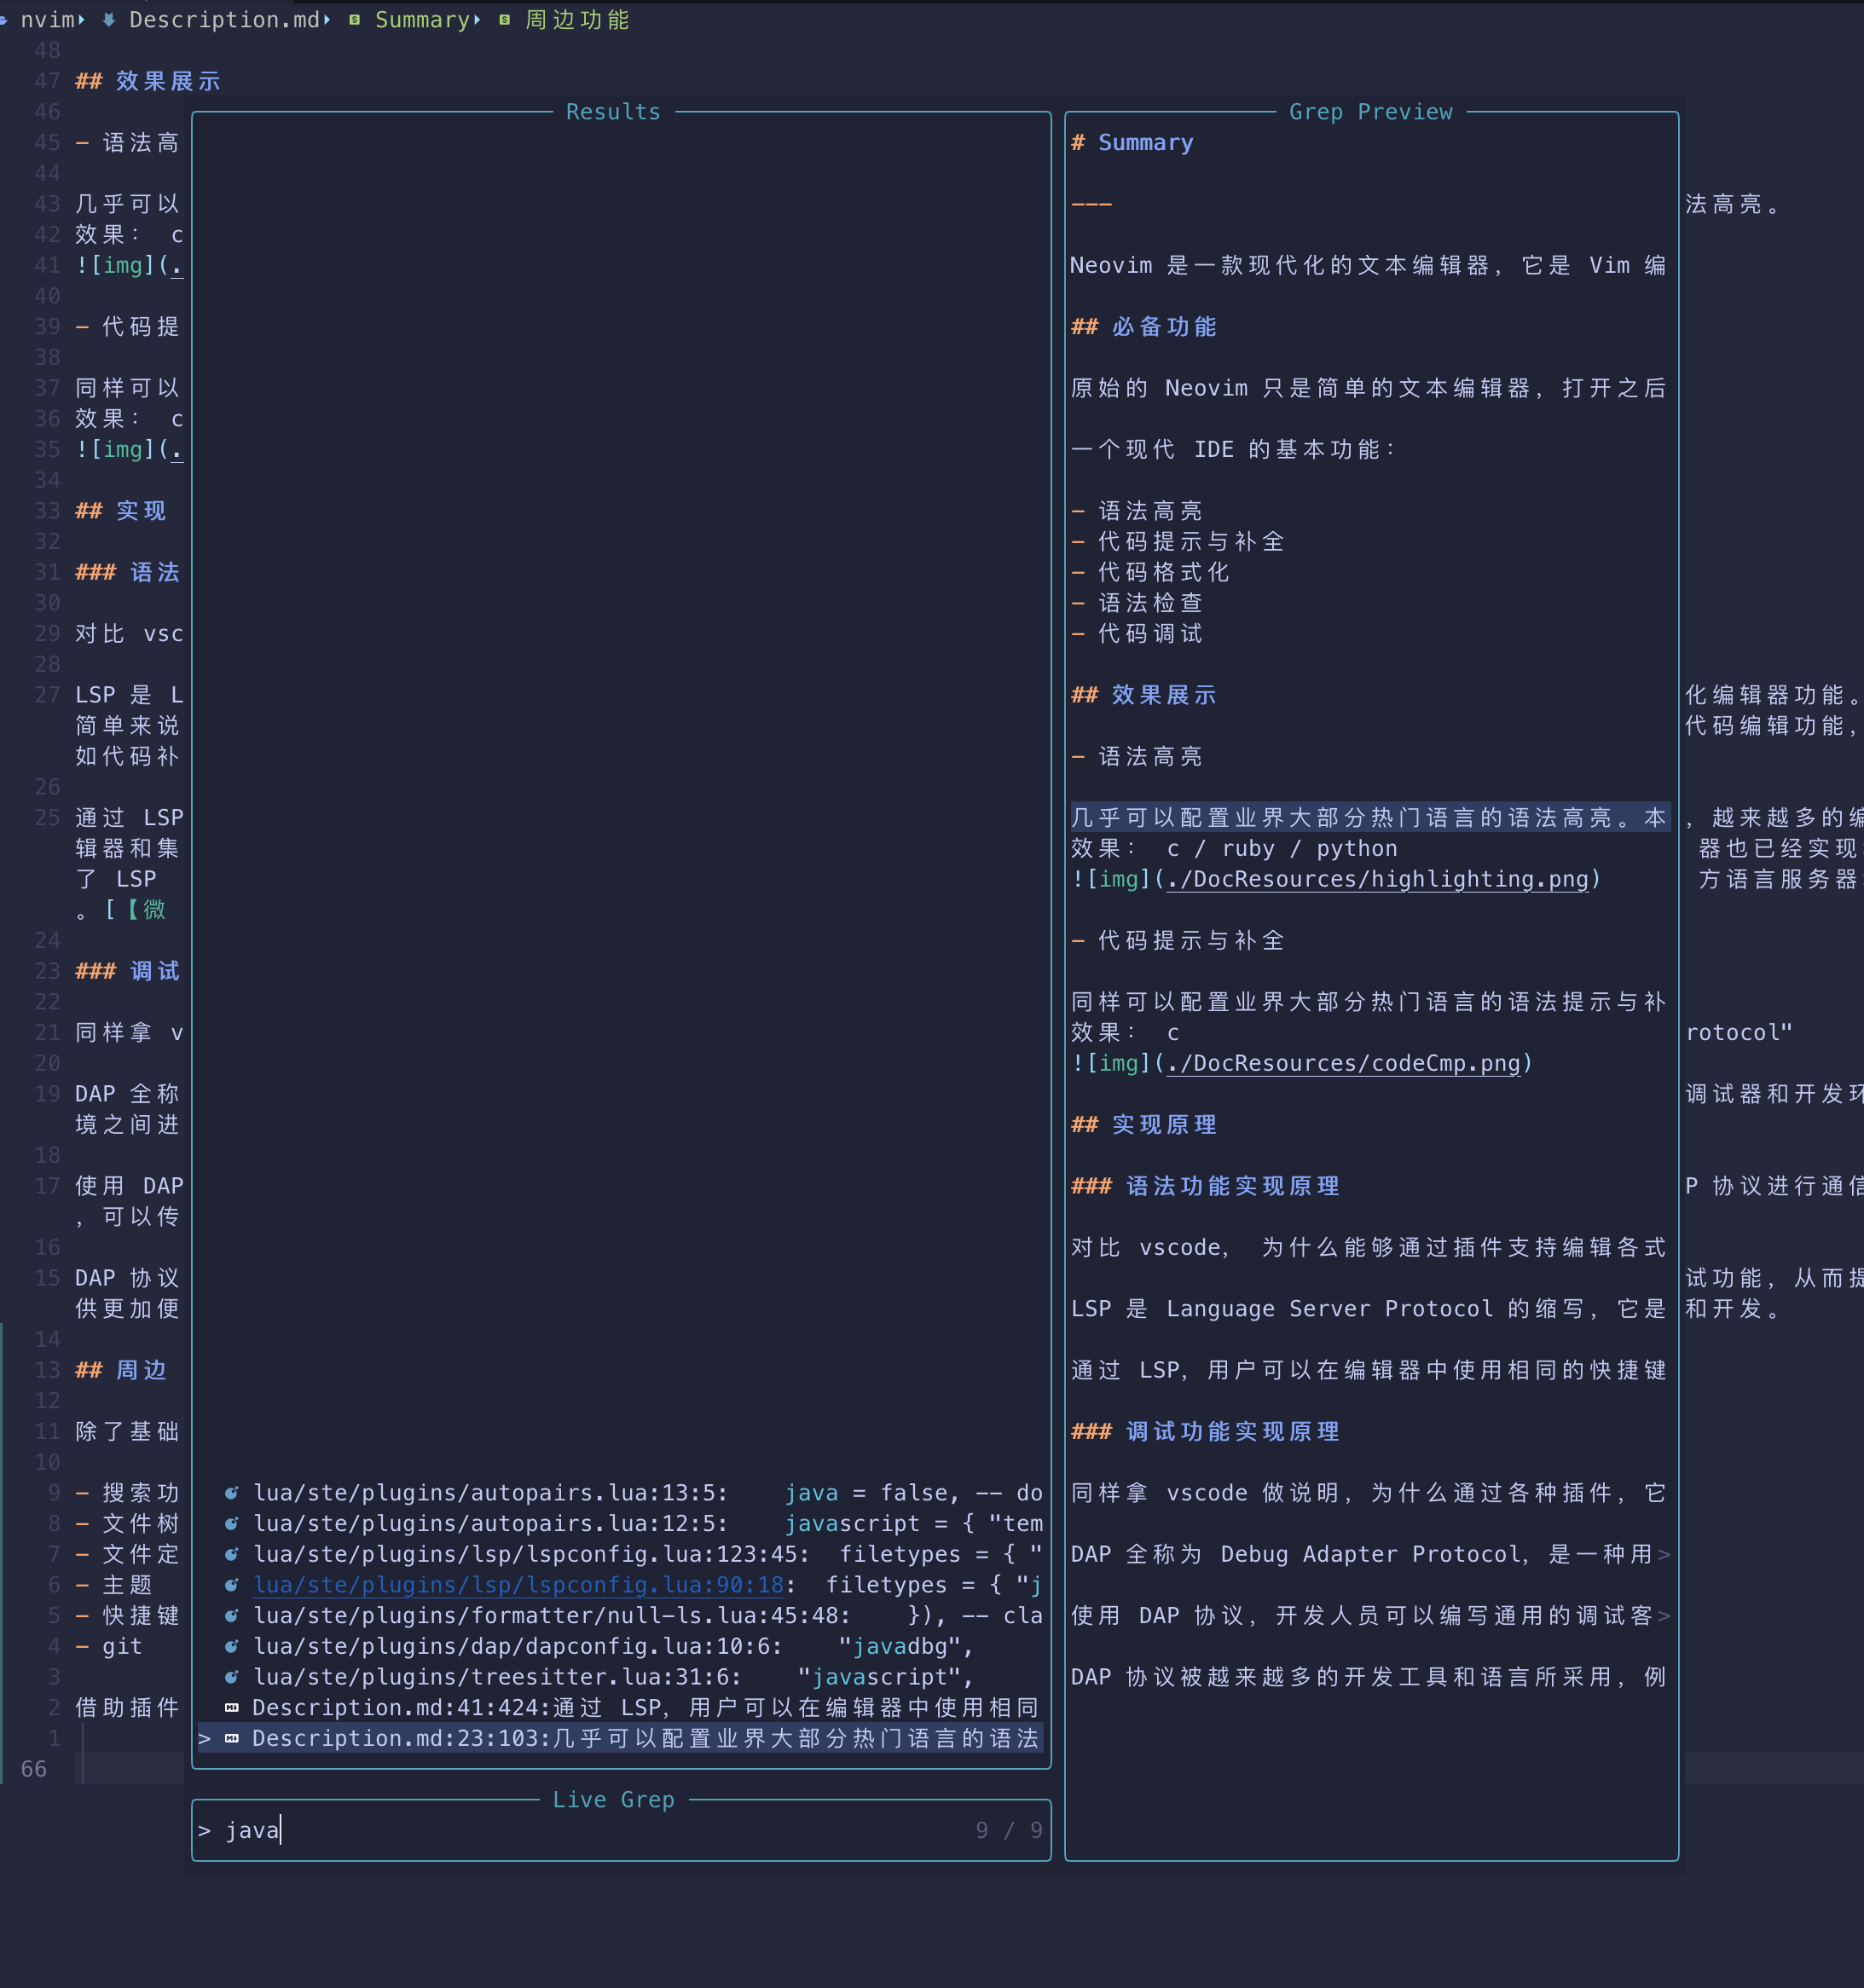 nvim Description.md Summary 周边功能
48
47 ## 效果展示
46
45 - 语法高
44
43 几乎可以
42 效果： c
41 ![img](.
40
39 - 代码提
38
37 同样可以
36 效果： c
35 ![img](.
34
33 ## 实现
32
31 ### 语法
30
29 对比 vsc
28
27 LSP 是 L
简单来说
如代码补
26
25 通过 LSP
辑器和集
了 LSP
。[【微
24
23 ### 调试
22
21 同样拿 v
20
19 DAP 全称
境之间进
18
17 使用 DAP
，可以传
16
15 DAP 协议
供更加便
14
13 ## 周边
12
11 除了基础
10
9 - 搜索功
8 - 文件树
7 - 文件定
6 - 主题
5 - 快捷键
4 - git
3
2 借助插件
1
66
Results
lua/ste/plugins/autopairs.lua:13:5:    java = false, -- do
lua/ste/plugins/autopairs.lua:12:5:    javascript = { "tem
lua/ste/plugins/lsp/lspconfig.lua:123:45:  filetypes = { "
lua/ste/plugins/lsp/lspconfig.lua:90:18:  filetypes = { "j
lua/ste/plugins/formatter/null-ls.lua:45:48:    }), -- cla
lua/ste/plugins/dap/dapconfig.lua:10:6:    "javadbg",
lua/ste/plugins/treesitter.lua:31:6:    "javascript",
Description.md:41:424:通过 LSP，用户可以在编辑器中使用相同
> Description.md:23:103:几乎可以配置业界大部分热门语言的语法
Live Grep
> java 9 / 9
Grep Preview
# Summary
---
Neovim 是一款现代化的文本编辑器，它是 Vim 编
## 必备功能
原始的 Neovim 只是简单的文本编辑器，打开之后
一个现代 IDE 的基本功能：
- 语法高亮
- 代码提示与补全
- 代码格式化
- 语法检查
- 代码调试
## 效果展示
- 语法高亮
几乎可以配置业界大部分热门语言的语法高亮。本
效果： c / ruby / python
![img](./DocResources/highlighting.png)
- 代码提示与补全
同样可以配置业界大部分热门语言的语法提示与补
效果： c
![img](./DocResources/codeCmp.png)
## 实现原理
### 语法功能实现原理
对比 vscode， 为什么能够通过插件支持编辑各式
LSP 是 Language Server Protocol 的缩写，它是
通过 LSP，用户可以在编辑器中使用相同的快捷键
### 调试功能实现原理
同样拿 vscode 做说明，为什么通过各种插件，它
DAP 全称为 Debug Adapter Protocol，是一种用>
使用 DAP 协议，开发人员可以编写通用的调试客>
DAP 协议被越来越多的开发工具和语言所采用，例
法高亮。
化编辑器功能。
代码编辑功能，
，越来越多的编
器也已经实现
方语言服务器
rotocol"
调试器和开发环
P 协议进行通信
试功能，从而提
和开发。